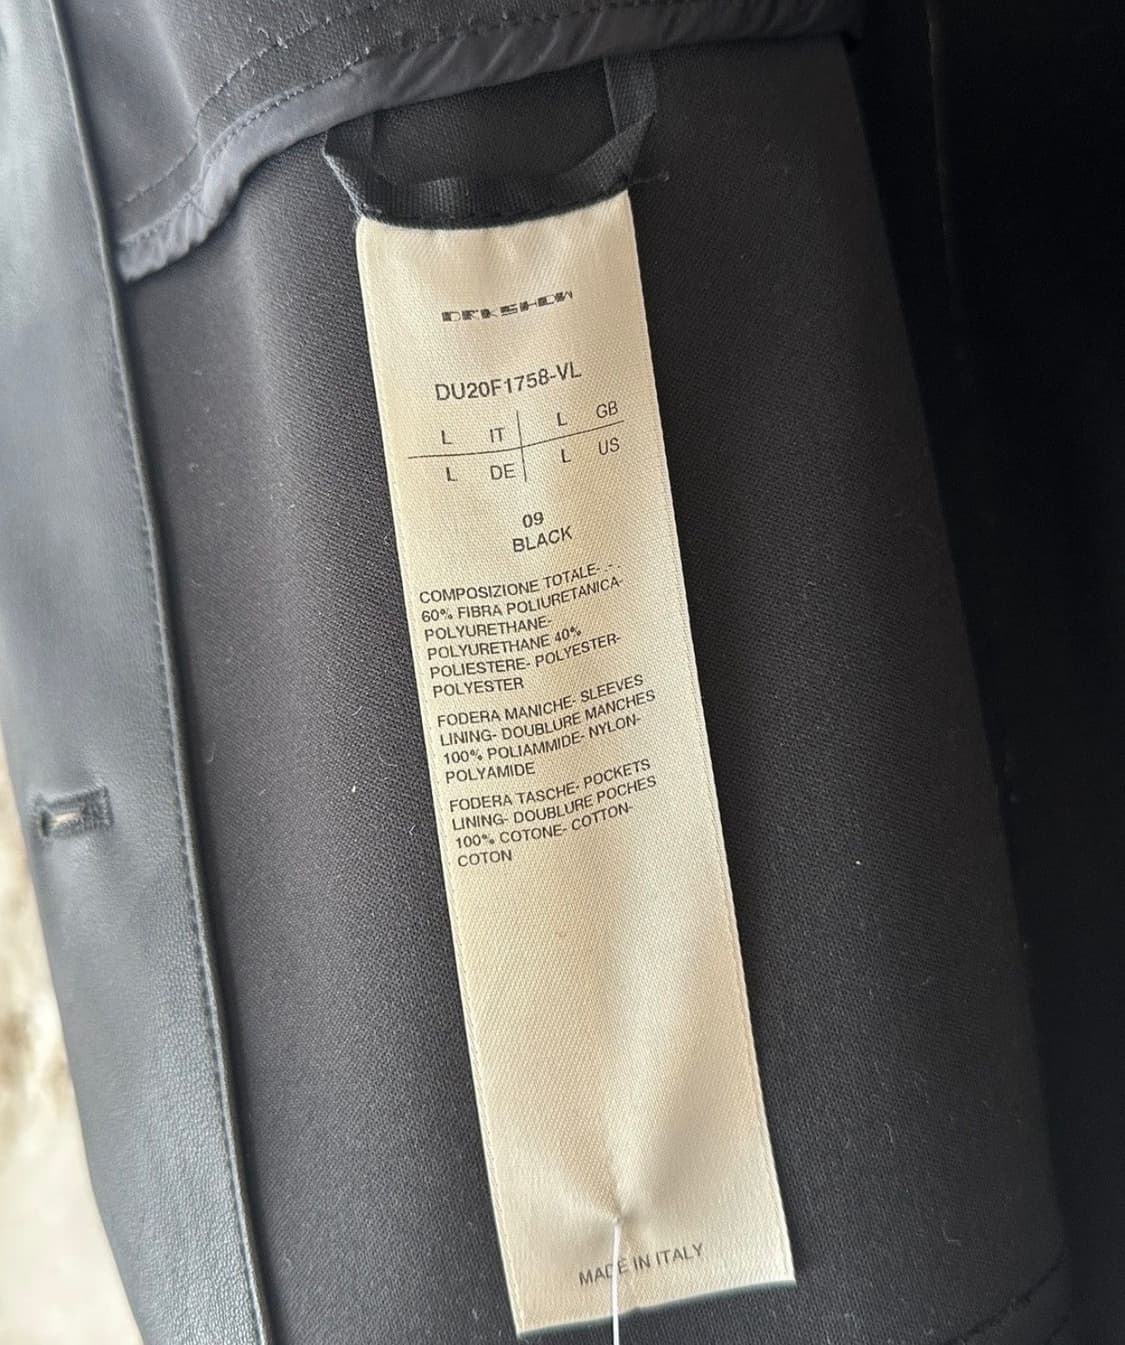 DRKSHDW
DU20F1758-VL
L IT L GB
L DE L US
09
BLACK
COMPOSIZIONE TOTALE- -
60% FIBRA POLIURETANICA-
POLYURETHANE-
POLYURETHANE 40%
POLIESTERE- POLYESTER-
POLYESTER
FODERA MANICHE- SLEEVES
LINING- DOUBLURE MANCHES
100% POLIAMMIDE- NYLON-
POLYAMIDE
FODERA TASCHE- POCKETS
LINING- DOUBLURE POCHES
100% COTONE- COTTON-
COTON
MADE IN ITALY